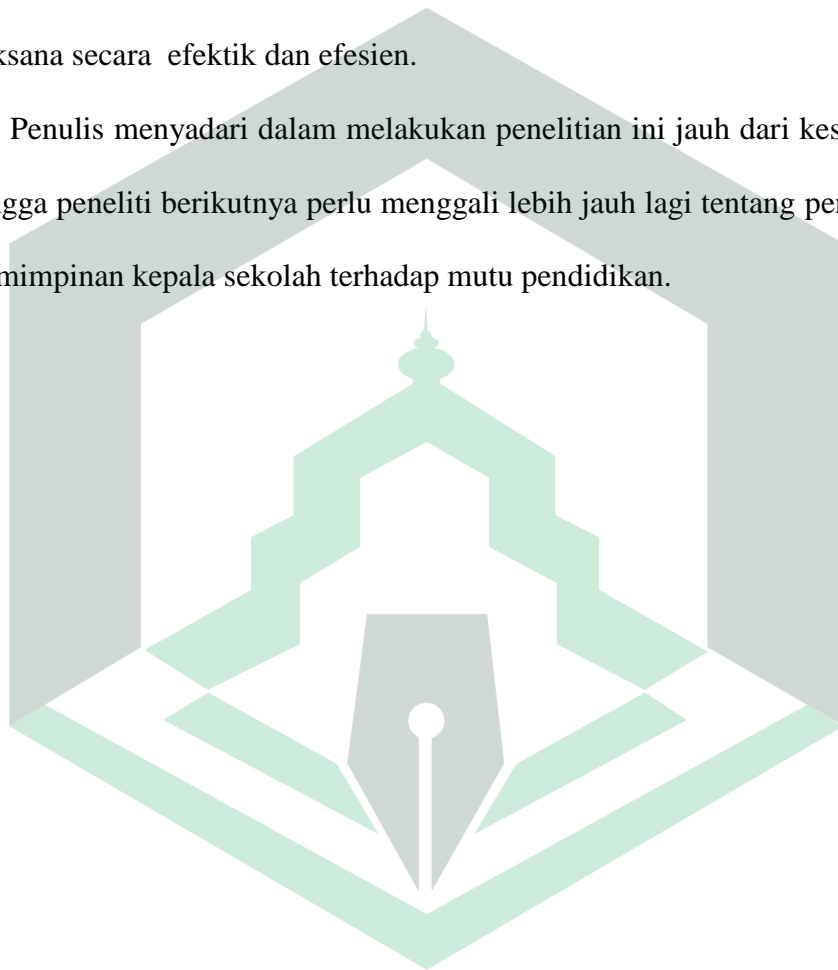 ksana secara efektik dan efesien.
Penulis menyadari dalam melakukan penelitian ini jauh dari kes
ngga peneliti berikutnya perlu menggali lebih jauh lagi tentang per
mimpinan kepala sekolah terhadap mutu pendidikan.